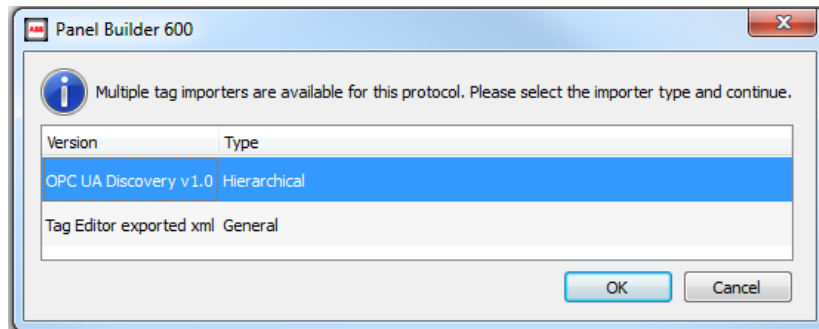 ABB Panel Builder 600
Multiple tag importers are available for this protocol. Please select the importer type and continue.
Version Type
OPC UA Discovery v1.0 Hierarchical
Tag Editor exported xml General
OK Cancel